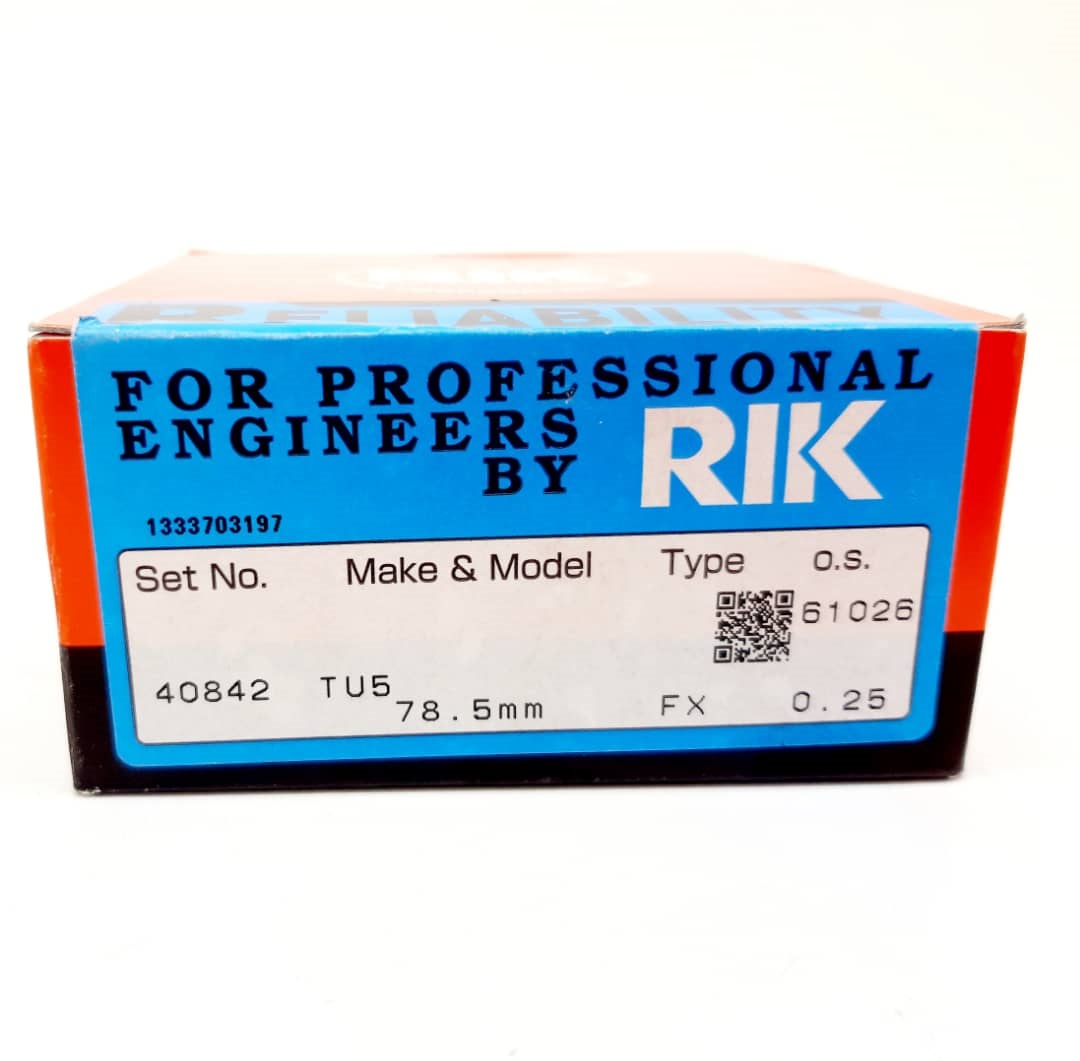 RELIABILITY
FOR PROFESSIONAL
ENGINEERS
BY
RIK
1333703197
Set No. Make & Model Type O.S.
61026
40842 TU5 78.5mm FX 0.25